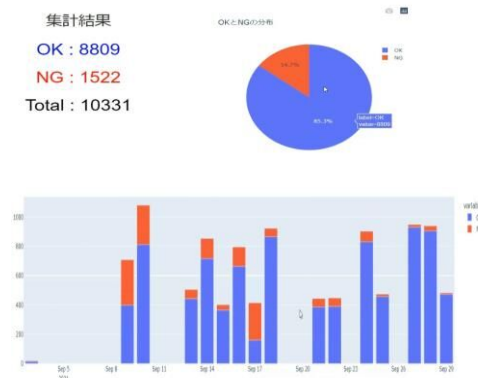 集計結果
OK : 8809
NG : 1522
Total : 10331
OKとNGの分布
OK
NG
14.7%
85.3%
label=OK
value=8809
1000
800
600
400
200
0
Sep 5
Sep 8
Sep 11
Sep 14
Sep 17
Sep 20
Sep 23
Sep 26
Sep 29